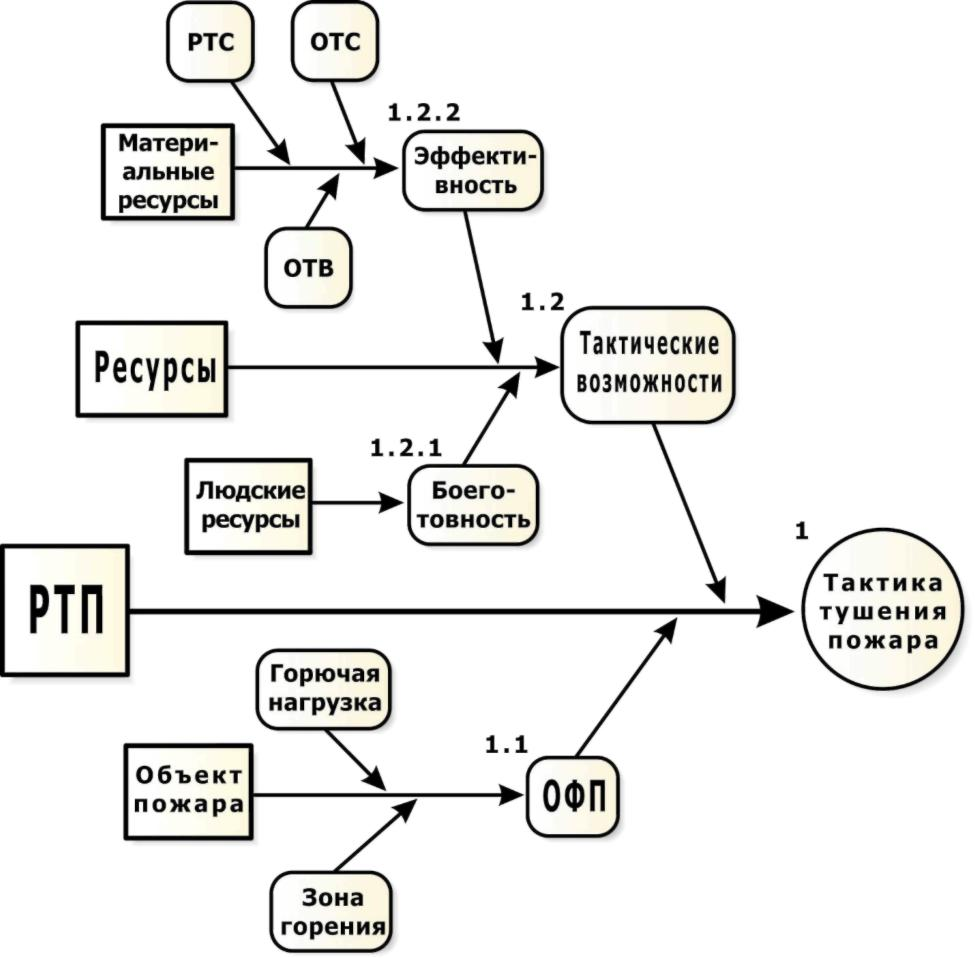 РТС
ОТС
1.2.2
Матери-
альные
ресурсы
Эффекти-
вность
ОТВ
1.2
Ресурсы
Тактические
возможности
1.2.1
Людские
ресурсы
Боего-
товность
1
РТП
Тактика
тушения
пожара
Горючая
нагрузка
1.1
Объект
пожара
ОФП
Зона
горения